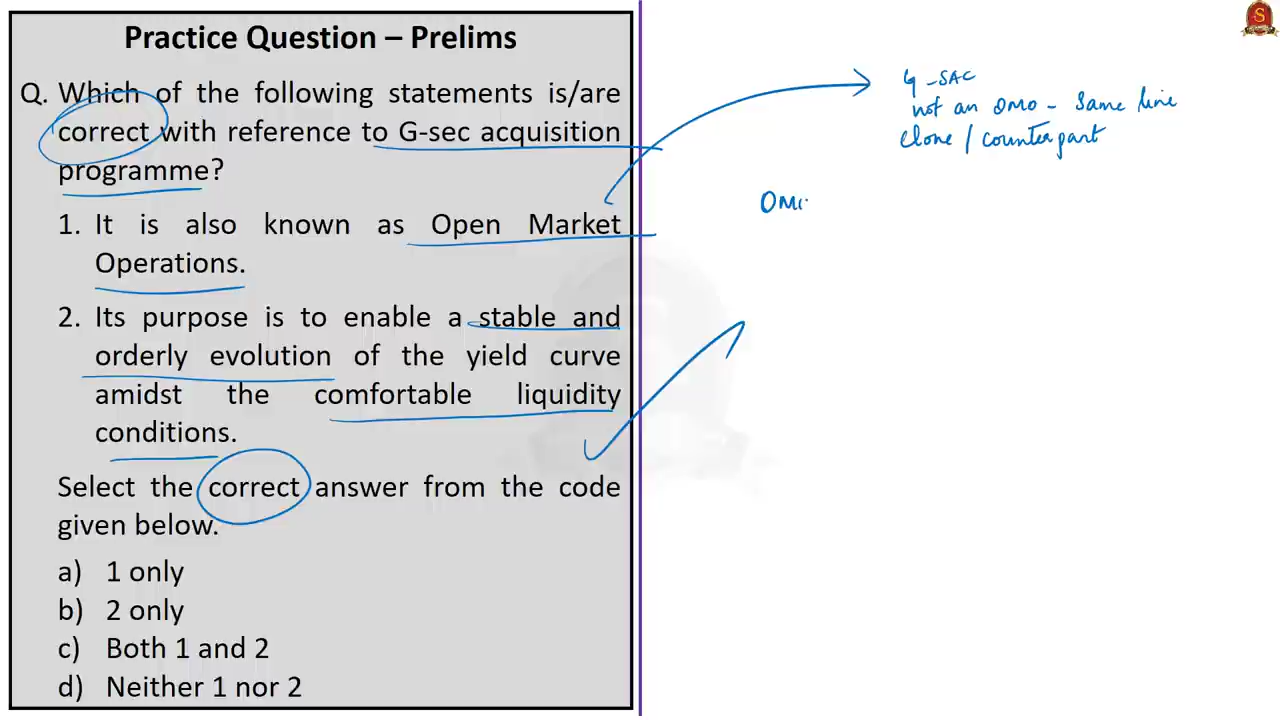 Practice Question – Prelims
Q. Which of the following statements is/are
correct with reference to G-sec acquisition
programme?
1. It is also known as Open Market
Operations.
2. Its purpose is to enable a stable and
orderly evolution of the yield curve
amidst the comfortable liquidity
conditions.
Select the correct answer from the code
given below.
a) 1 only
b) 2 only
c) Both 1 and 2
d) Neither 1 nor 2
G-SAC
not an OMO - Same line
clone / counterpart
OM
S